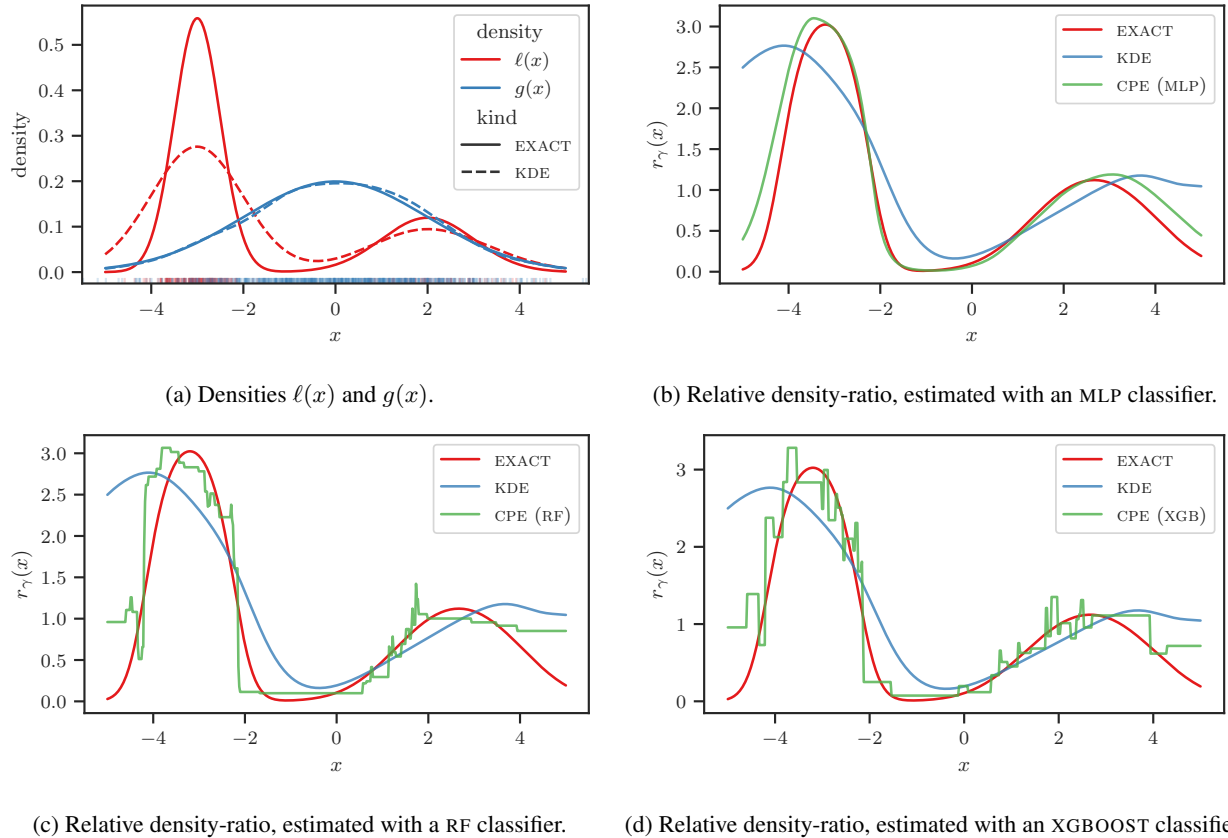 density
ℓ(x)
g(x)
kind
EXACT
KDE
0.5
0.4
0.3
0.2
0.1
0.0
density
−4
−2
0
2
4
x
(a) Densities ℓ(x) and g(x).
EXACT
KDE
CPE (MLP)
3.0
2.5
2.0
1.5
1.0
0.5
0.0
rγ(x)
−4
−2
0
2
4
x
(b) Relative density-ratio, estimated with an MLP classifier.
EXACT
KDE
CPE (RF)
3.0
2.5
2.0
1.5
1.0
0.5
0.0
rγ(x)
−4
−2
0
2
4
x
(c) Relative density-ratio, estimated with a RF classifier.
EXACT
KDE
CPE (XGB)
3
2
1
0
rγ(x)
−4
−2
0
2
4
x
(d) Relative density-ratio, estimated with an XGBOOST classifi